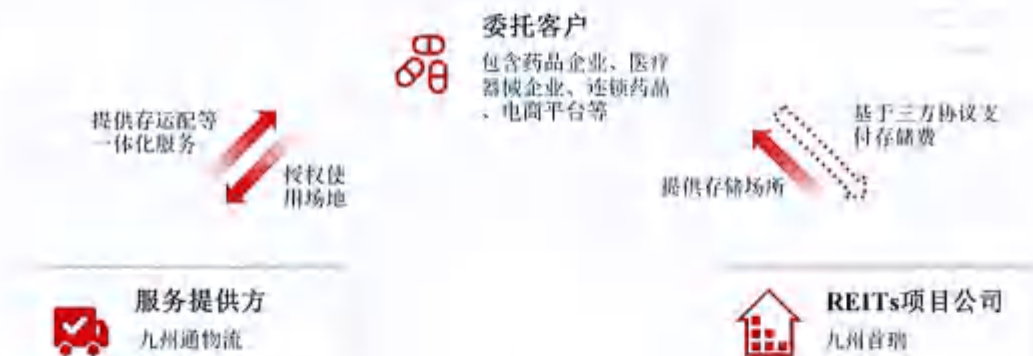 委托客户
包含药品企业、医疗
器械企业、连锁药品
、电商平台等
提供存运配等
一体化服务
授权使
用场地
基于三方协议支
付存储费
提供存储场所
服务提供方
九州通物流
REITs项目公司
九州首瑞